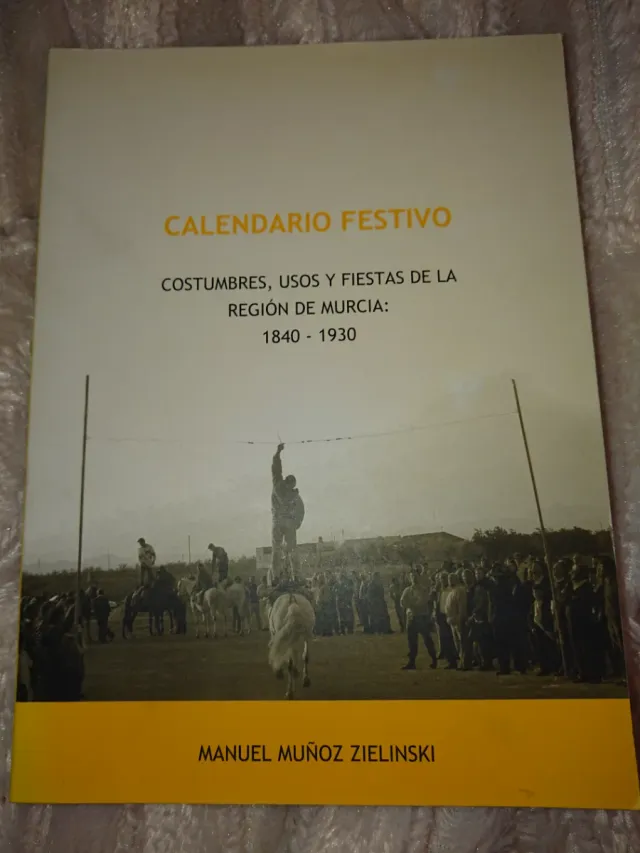 CALENDARIO FESTIVO
COSTUMBRES, USOS Y FIESTAS DE LA
REGIÓN DE MURCIA:
1840 - 1930
MANUEL MUÑOZ ZIELINSKI